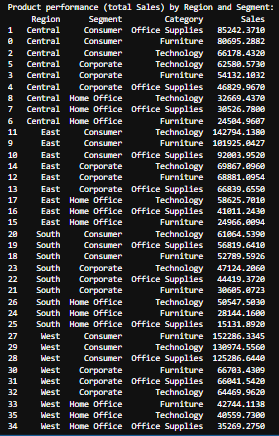 Product performance (total Sales) by Region and Segment:
Region Segment Category Sales
1 Central Consumer Office Supplies 85242.3710
0 Central Consumer Furniture 80695.2882
2 Central Consumer Technology 66178.4320
5 Central Corporate Technology 62580.5730
3 Central Corporate Furniture 54132.1032
4 Central Corporate Office Supplies 46829.9670
8 Central Home Office Technology 32669.4370
7 Central Home Office Office Supplies 30526.7800
6 Central Home Office Furniture 24504.9607
11 East Consumer Technology 142794.1380
9 East Consumer Furniture 101925.0427
10 East Consumer Office Supplies 92003.9520
14 East Corporate Technology 69867.0960
12 East Corporate Furniture 68881.0954
13 East Corporate Office Supplies 66839.6550
17 East Home Office Technology 58625.7010
16 East Home Office Office Supplies 41011.2430
15 East Home Office Furniture 24966.0094
20 South Consumer Technology 61064.5390
19 South Consumer Office Supplies 56819.6410
18 South Consumer Furniture 52789.5926
23 South Corporate Technology 47124.2060
22 South Corporate Office Supplies 44419.3720
21 South Corporate Furniture 30605.0723
26 South Home Office Technology 50547.5030
24 South Home Office Furniture 28144.1600
25 South Home Office Office Supplies 15131.8920
27 West Consumer Furniture 152286.3345
29 West Consumer Technology 130974.5560
28 West Consumer Office Supplies 125286.6440
30 West Corporate Furniture 66703.4309
31 West Corporate Office Supplies 66041.5420
32 West Corporate Technology 64469.9620
33 West Home Office Furniture 42744.1138
35 West Home Office Technology 40559.7300
34 West Home Office Office Supplies 35269.2750